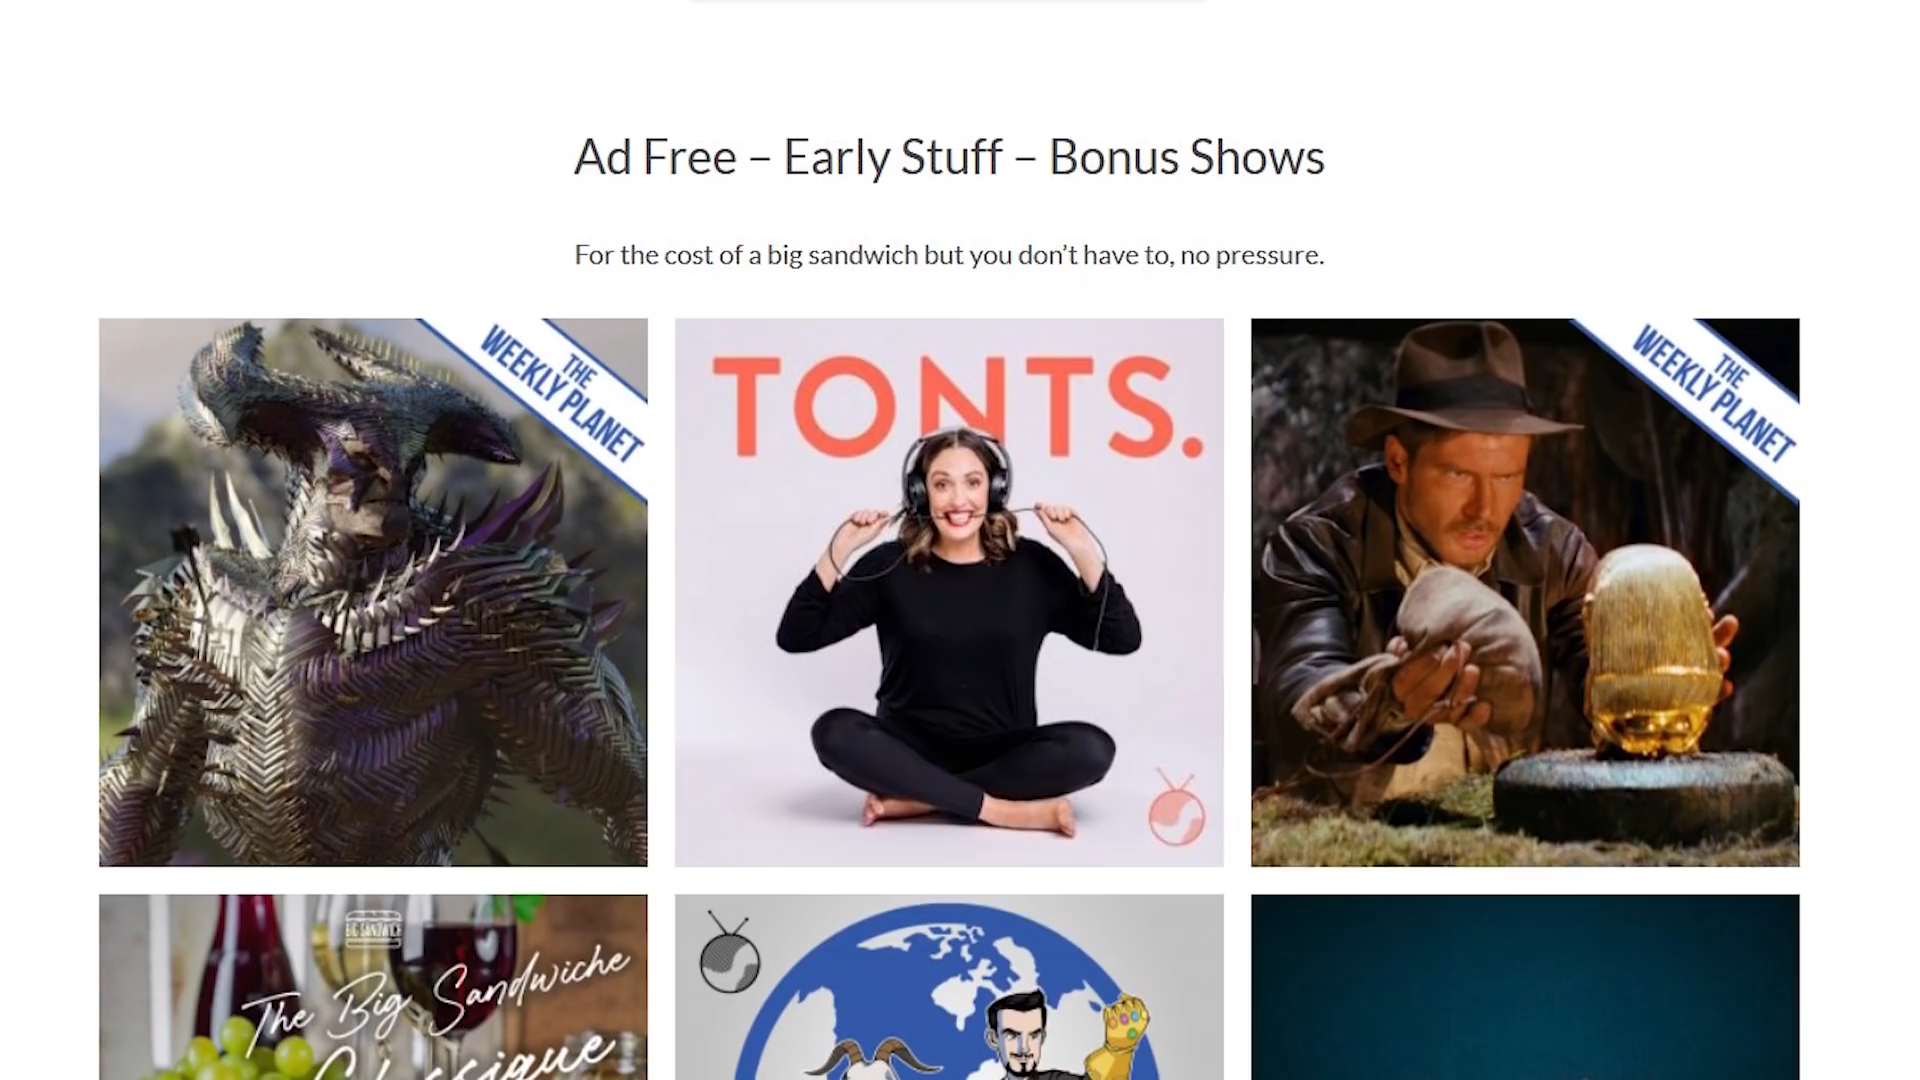 Ad Free – Early Stuff – Bonus Shows
For the cost of a big sandwich but you don’t have to, no pressure.
THE
WEEKLY PLANET
TONTS.
THE
WEEKLY PLANET
BIG SANDWICH
The Big Sandwiche
Classique